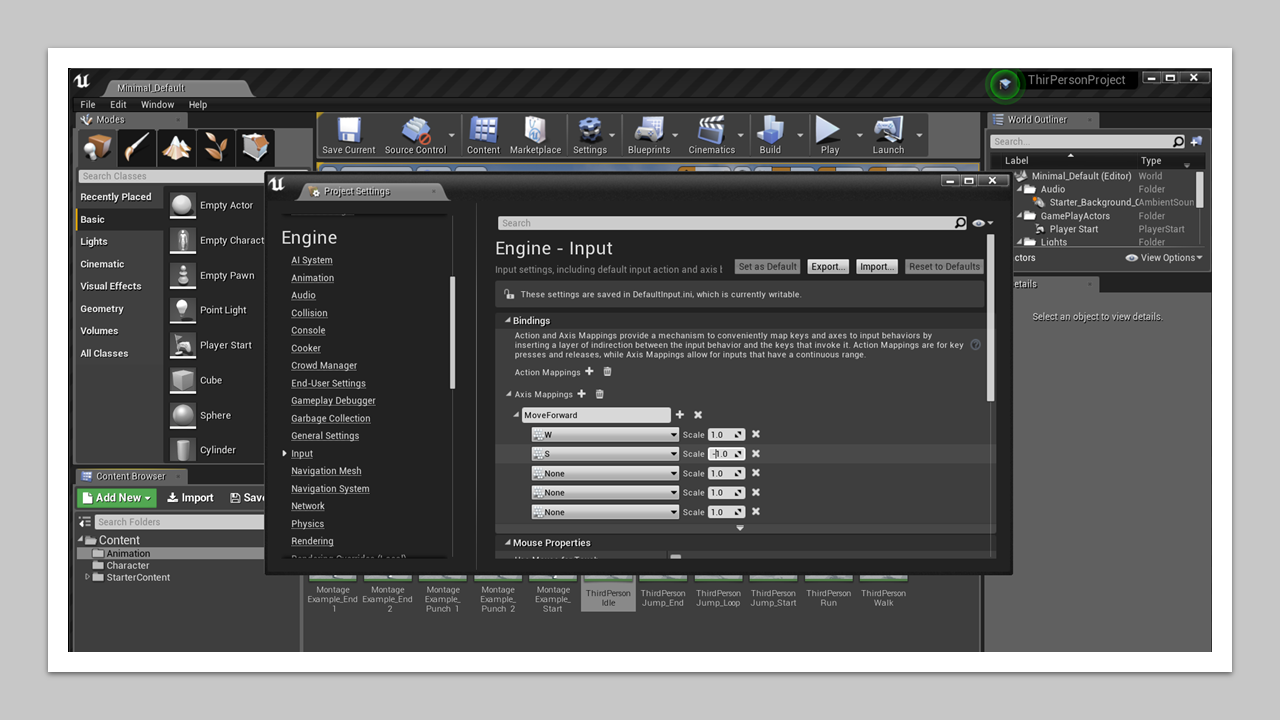 Minimal_Default
ThirPersonProject
File Edit Window Help
Modes
Search Classes
Recently Placed
Basic
Lights
Cinematic
Visual Effects
Geometry
Volumes
All Classes
Empty Actor
Empty Charact
Empty Pawn
Point Light
Player Start
Cube
Sphere
Cylinder
Save Current
Source Control
Content
Marketplace
Settings
Blueprints
Cinematics
Build
Play
Launch
World Outliner
Search...
Label Type
Minimal_Default (Editor) World
Audio Folder
Starter_Background_ AmbientSoun
GamePlayActors Folder
Player Start PlayerStart
Lights Folder
ctors
View Options
etails
Select an object to view details.
Project Settings
Engine
AI System
Animation
Audio
Collision
Console
Cooker
Crowd Manager
End-User Settings
Gameplay Debugger
Garbage Collection
General Settings
Input
Navigation Mesh
Navigation System
Network
Physics
Rendering
Search
Engine - Input
Input settings, including default input action and axis
Set as Default
Export...
Import...
Reset to Defaults
These settings are saved in DefaultInput.ini, which is currently writable.
Bindings
Action and Axis Mappings provide a mechanism to conveniently map keys and axes to input behaviors by
inserting a layer of indirection between the input behavior and the keys that invoke it. Action Mappings are for key
presses and releases, while Axis Mappings allow for inputs that have a continuous range.
Action Mappings
Axis Mappings
MoveForward
W Scale 1.0
S Scale -1.0
None Scale 1.0
None Scale 1.0
None Scale 1.0
Mouse Properties
Content Browser
Add New
Import
Save
Search Folders
Content
Animation
Character
StarterContent
Montage
Example_End
1
Montage
Example_End
2
Montage
Example_
Punch_1
Montage
Example_
Punch_2
Montage
Example_
Start
ThirdPerson
Idle
ThirdPerson
Jump_End
ThirdPerson
Jump_Loop
ThirdPerson
Jump_Start
ThirdPerson
Run
ThirdPerson
Walk